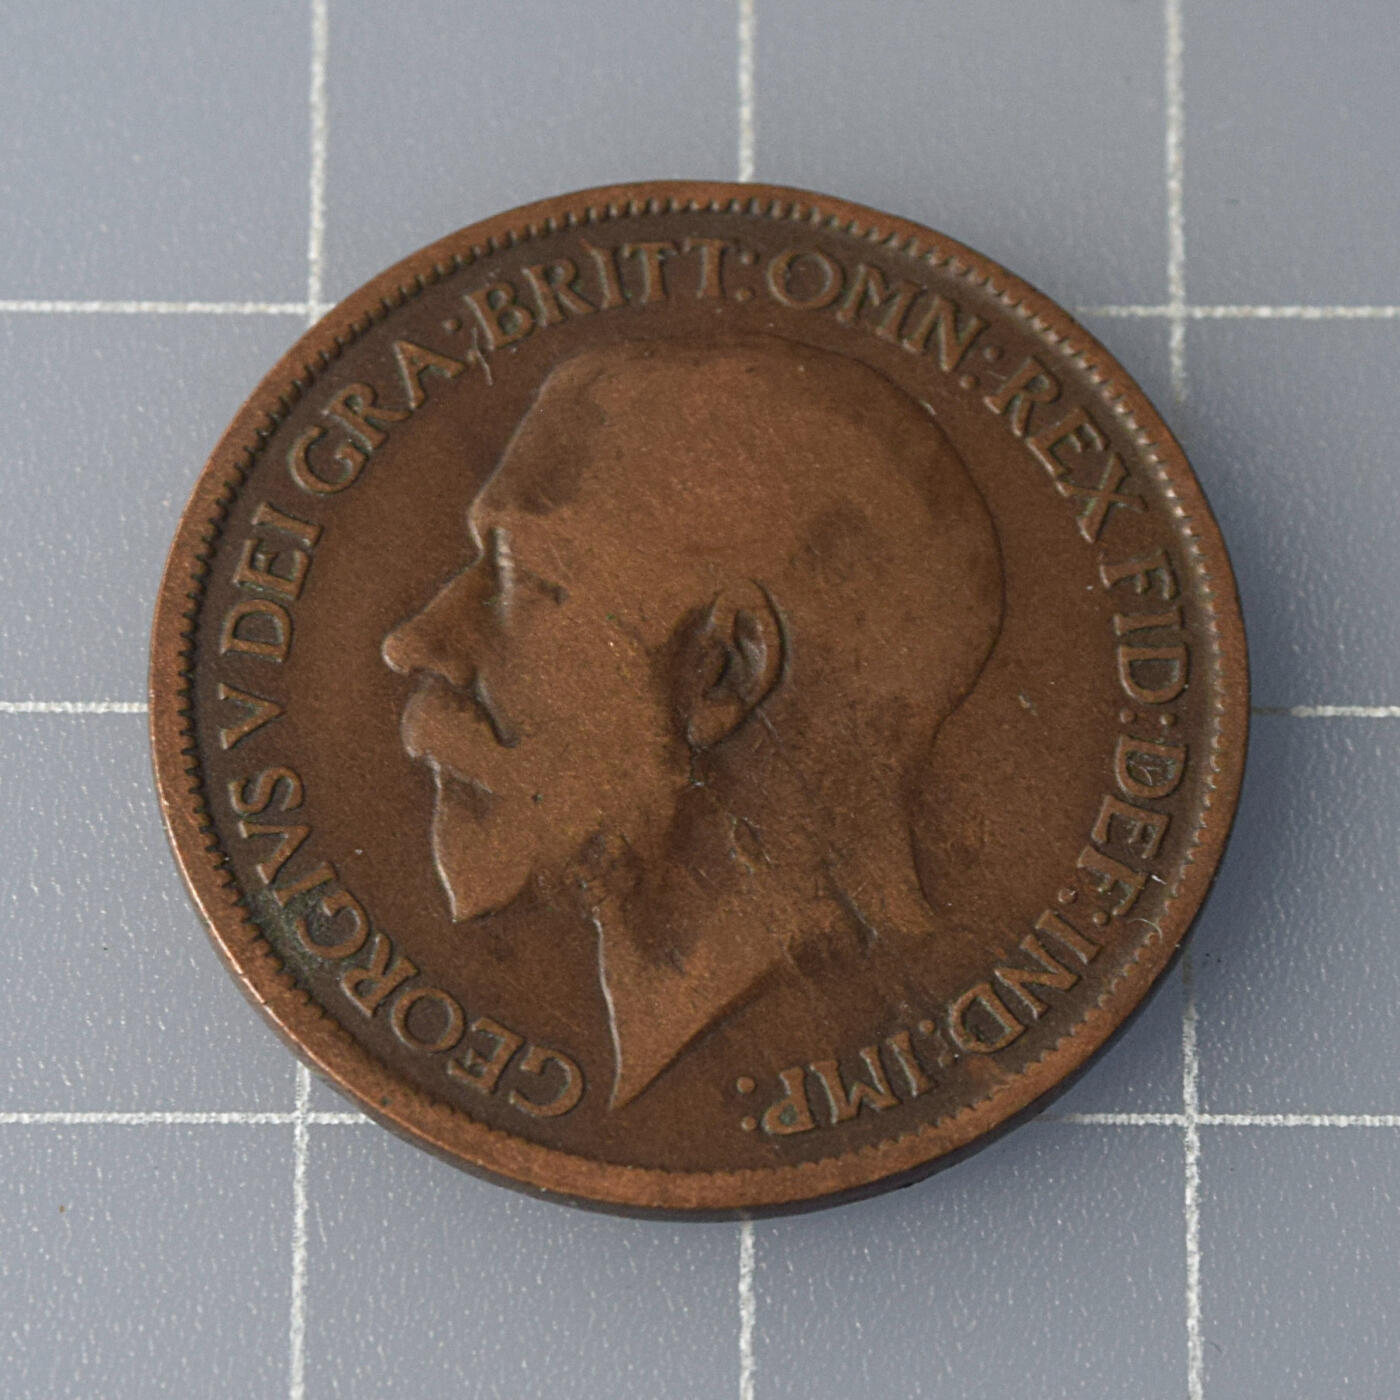 GEORGIVS V DEI GRA: BRITT: OMN: REX FID: DEF: IND: IMP: